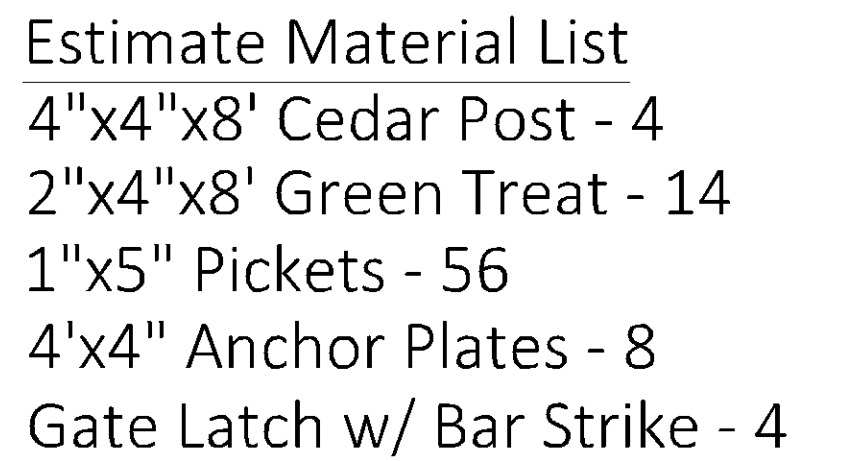 Estimate Material List
4"x4"x8' Cedar Post - 4
2"x4"x8' Green Treat - 14
1"x5" Pickets - 56
4'x4" Anchor Plates - 8
Gate Latch w/ Bar Strike - 4